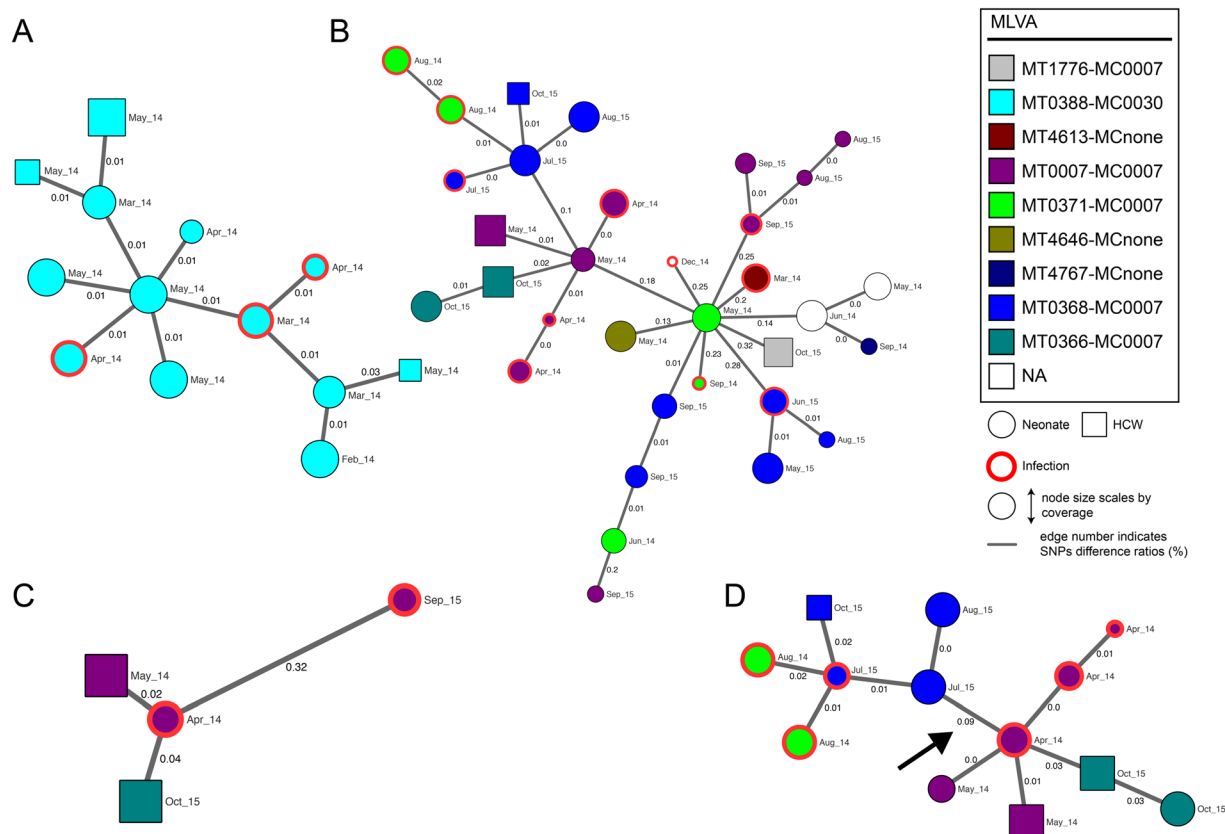 A
May_14
0.01
May_14
0.01
Mar_14
0.01
Apr_14
0.01
May_14
0.01
May_14
0.01
Apr_14
0.01
May_14
0.01
Mar_14
Apr_14
0.01
0.01
Mar_14
0.03
May_14
0.01
Feb_14
B
Aug_14
0.02
Aug_14
0.01
Oct_15
0.01
Aug_15
0.0
Jul_15
0.0
Jul_15
0.1
May_14
0.01
Apr_14
0.0
May_14
0.02
Oct_15
0.01
Oct_15
0.01
Apr_14
0.0
Apr_14
0.18
Sep_15
0.01
Aug_15
0.0
Aug_15
0.01
Sep_15
0.25
Dec_14
0.25
Mar_14
0.2
May_14
0.13
May_14
0.14
May_14
0.0
Jun_14
0.0
Sep_14
0.32
Oct_15
0.23
Sep_14
0.28
Jun_15
0.01
Aug_15
0.01
May_15
0.01
Sep_15
0.01
Sep_15
0.01
Jun_14
0.2
Sep_15
MLVA
MT1776-MC0007
MT0388-MC0030
MT4613-MCnone
MT0007-MC0007
MT0371-MC0007
MT4646-MCnone
MT4767-MCnone
MT0368-MC0007
MT0366-MC0007
NA
Neonate HCW
Infection
node size scales by
coverage
edge number indicates
SNPs difference ratios (%)
C
Sep_15
0.32
May_14
0.02
Apr_14
0.04
Oct_15
D
Oct_15
0.02
Aug_14
0.02
Jul_15
0.01
Aug_14
0.01
Aug_15
0.0
Jul_15
0.09
Apr_14
0.01
Apr_14
0.0
Apr_14
0.0
May_14
0.01
May_14
0.03
Oct_15
0.03
Oct_15